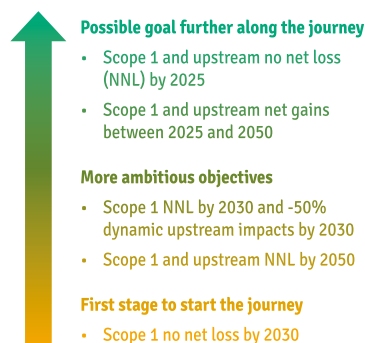 Possible goal further along the journey
• Scope 1 and upstream no net loss
(NNL) by 2025
• Scope 1 and upstream net gains
between 2025 and 2050
More ambitious objectives
• Scope 1 NNL by 2030 and -50%
dynamic upstream impacts by 2030
• Scope 1 and upstream NNL by 2050
First stage to start the journey
• Scope 1 no net loss by 2030